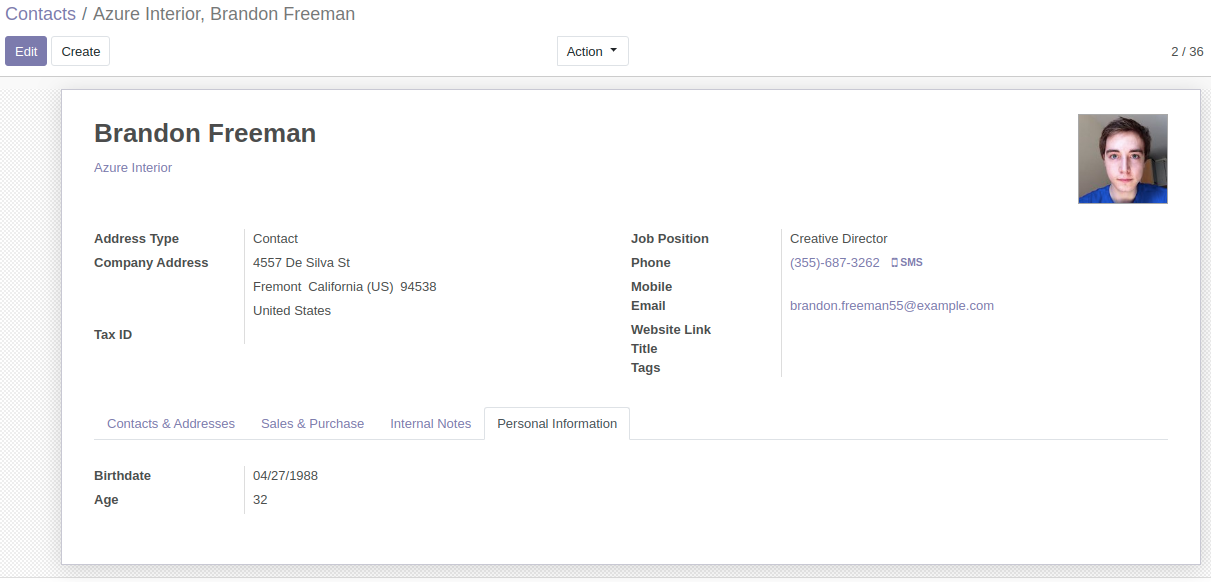 Contacts / Azure Interior, Brandon Freeman
Edit Create Action 2 / 36
Brandon Freeman
Azure Interior
Address Type Contact
Company Address 4557 De Silva St
Fremont California (US) 94538
United States
Tax ID
Job Position Creative Director
Phone (355)-687-3262 SMS
Mobile
Email brandon.freeman55@example.com
Website Link
Title
Tags
Contacts & Addresses Sales & Purchase Internal Notes Personal Information
Birthdate 04/27/1988
Age 32